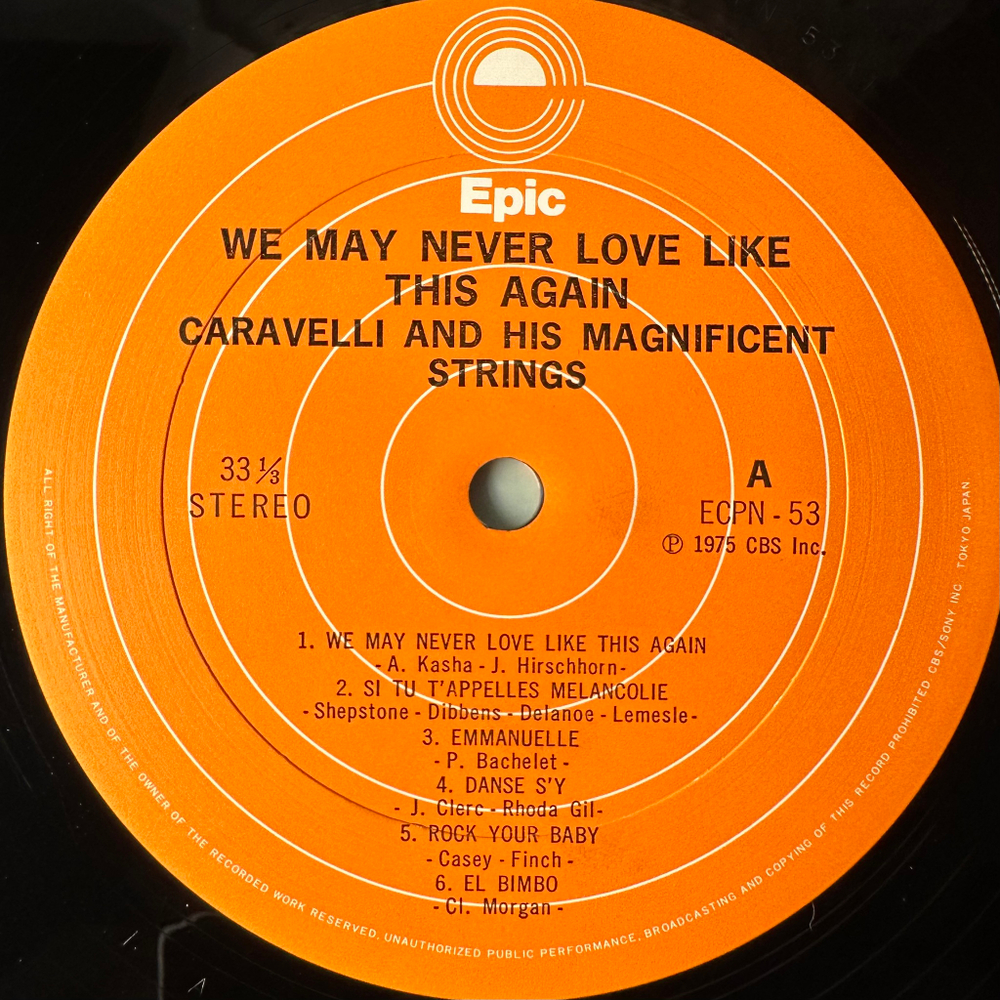 Epic
WE MAY NEVER LOVE LIKE
THIS AGAIN
CARAVELLI AND HIS MAGNIFICENT
STRINGS
33 ⅓
STEREO
A
ECPN - 53
Ⓟ 1975 CBS Inc.
1. WE MAY NEVER LOVE LIKE THIS AGAIN
- A. Kasha - J. Hirschhorn -
2. SI TU T'APPELLES MELANCOLIE
- Shepstone - Dibbens - Delanoe - Lemesle -
3. EMMANUELLE
- P. Bachelet -
4. DANSE S'Y
- J. Clerc - Rhoda Gil -
5. ROCK YOUR BABY
- Casey - Finch -
6. EL BIMBO
- Cl. Morgan -
ALL RIGHT OF THE MANUFACTURER AND OF THE OWNER OF THE RECORDED WORK RESERVED. UNAUTHORIZED PUBLIC PERFORMANCE, BROADCASTING AND COPYING OF THIS RECORD PROHIBITED CBS/SONY INC TOKYO JAPAN